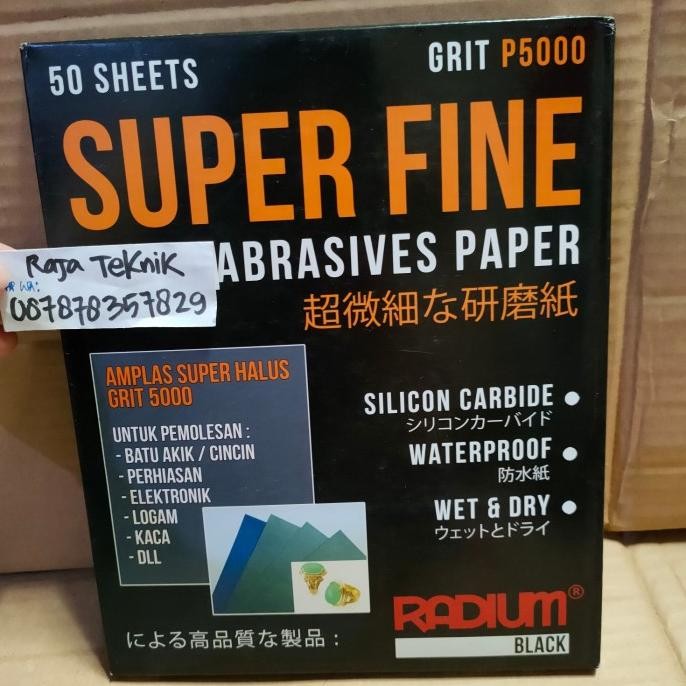 50 SHEETS
GRIT P5000
SUPER FINE
ABRASIVES PAPER
Raja Teknik
087878357829
超微細な研磨紙
AMPLAS SUPER HALUS
GRIT 5000
UNTUK PEMOLESAN :
- BATU AKIK / CINCIN
- PERHIASAN
- ELEKTRONIK
- LOGAM
- KACA
- DLL
SILICON CARBIDE
シリコンカーバイド
WATERPROOF
防水紙
WET & DRY
ウェットとドライ
RADIUM®
BLACK
による高品質な製品 :